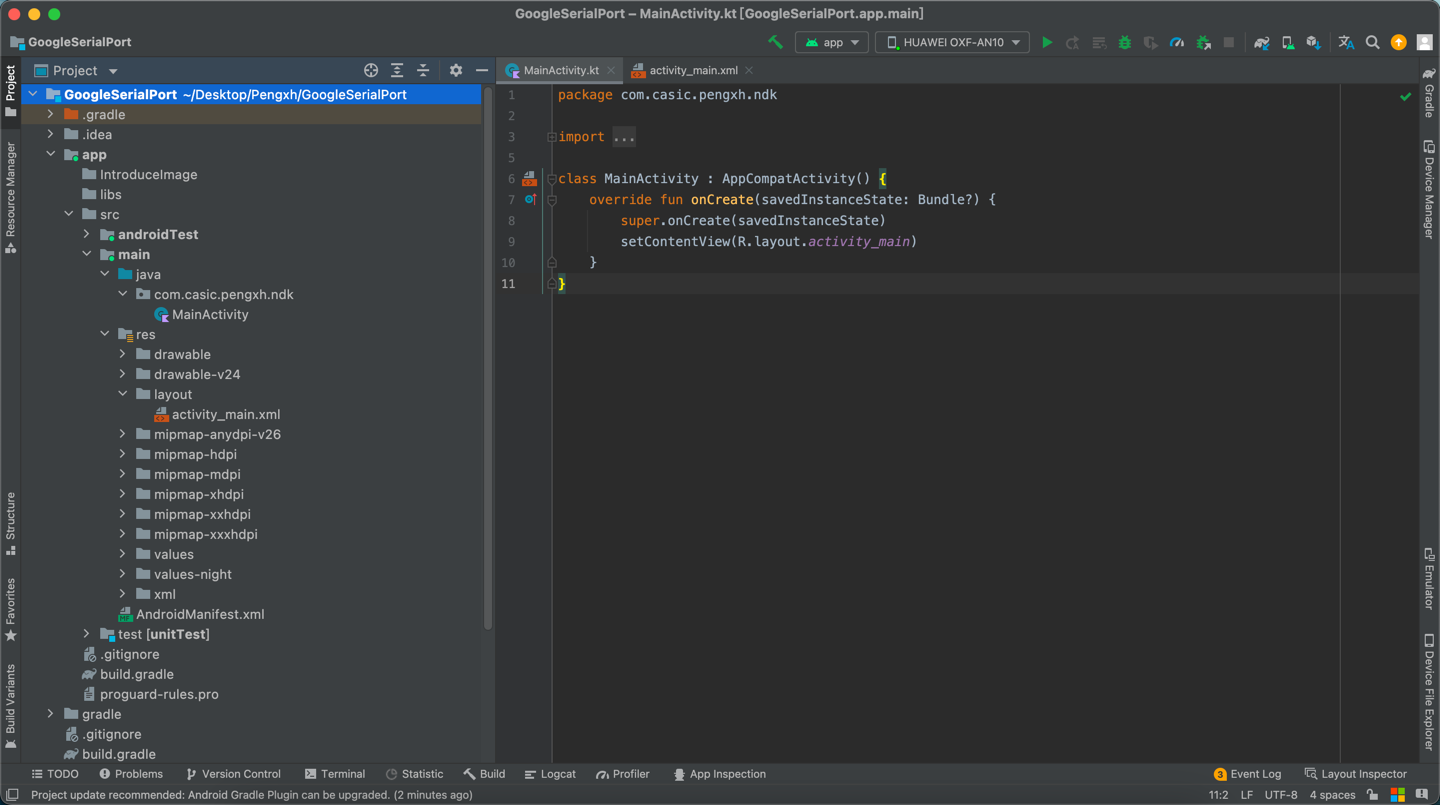 GoogleSerialPort – MainActivity.kt [GoogleSerialPort.app.main]
GoogleSerialPort
app
HUAWEI OXF-AN10
Project
MainActivity.kt
activity_main.xml
Project
Resource Manager
Structure
Favorites
Build Variants
GoogleSerialPort ~/Desktop/Pengxh/GoogleSerialPort
.gradle
.idea
app
IntroduceImage
libs
src
androidTest
main
java
com.casic.pengxh.ndk
MainActivity
res
drawable
drawable-v24
layout
activity_main.xml
mipmap-anydpi-v26
mipmap-hdpi
mipmap-mdpi
mipmap-xhdpi
mipmap-xxhdpi
mipmap-xxxhdpi
values
values-night
xml
AndroidManifest.xml
test [unitTest]
.gitignore
build.gradle
proguard-rules.pro
gradle
.gitignore
build.gradle
1 package com.casic.pengxh.ndk
2
3 import ...
5
6 class MainActivity : AppCompatActivity() {
7 override fun onCreate(savedInstanceState: Bundle?) {
8 super.onCreate(savedInstanceState)
9 setContentView(R.layout.activity_main)
10 }
11 }
Gradle
Device Manager
Emulator
Device File Explorer
TODO
Problems
Version Control
Terminal
Statistic
Build
Logcat
Profiler
App Inspection
3 Event Log
Layout Inspector
Project update recommended: Android Gradle Plugin can be upgraded. (2 minutes ago)
11:2 LF UTF-8 4 spaces